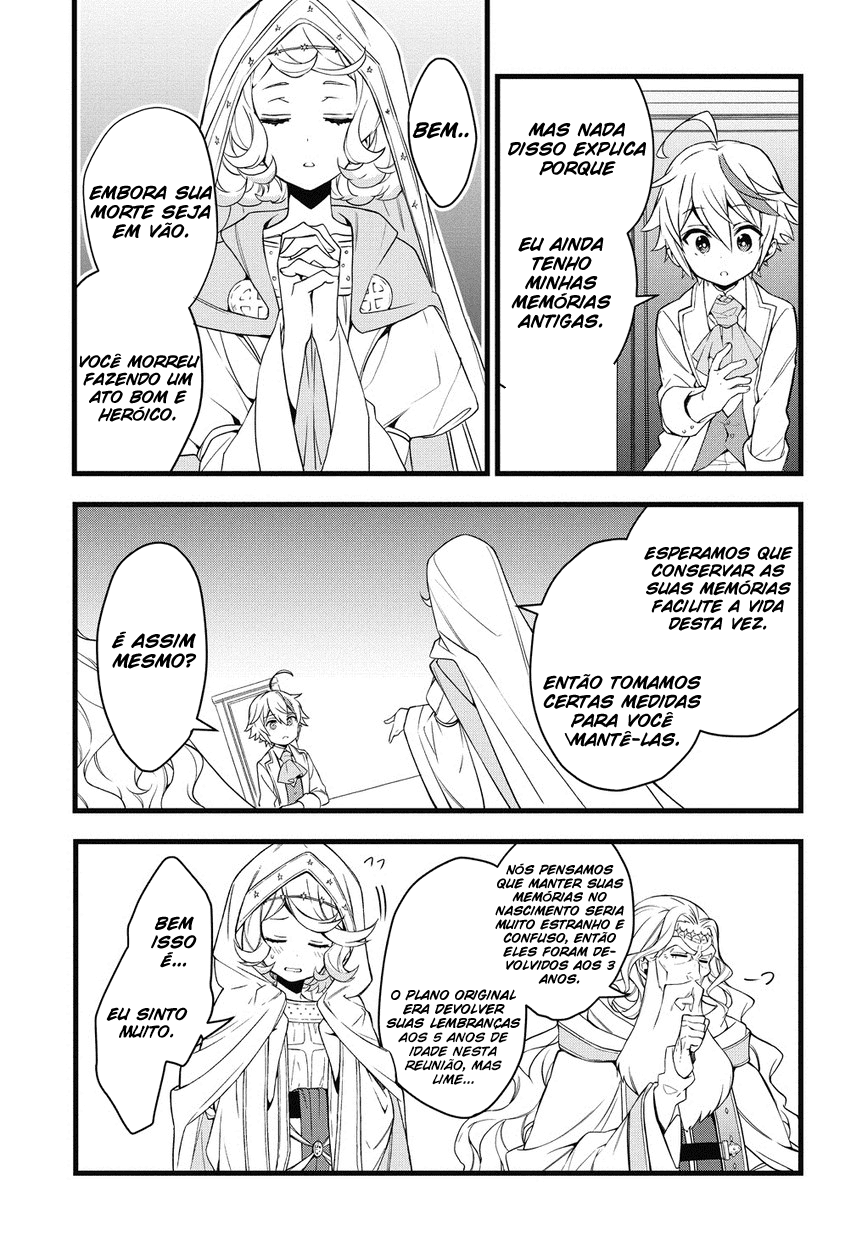 MAS NADA
DISSO EXPLICA
PORQUE
EU AINDA
TENHO
MINHAS
MEMÓRIAS
ANTIGAS.
BEM..
EMBORA SUA
MORTE SEJA
EM VÃO.
VOCÊ MORREU
FAZENDO UM
ATO BOM E
HERÓICO.
ESPERAMOS QUE
CONSERVAR AS
SUAS MEMÓRIAS
FACILITE A VIDA
DESTA VEZ.
ENTÃO TOMAMOS
CERTAS MEDIDAS
PARA VOCÊ
MANTÊ-LAS.
É ASSIM
MESMO?
NÓS PENSAMOS
QUE MANTER SUAS
MEMÓRIAS NO
NASCIMENTO SERIA
MUITO ESTRANHO E
CONFUSO, ENTÃO
ELES FORAM DE-
VOLVIDOS AOS 3
ANOS.
O PLANO ORIGINAL
ERA DEVOLVER
SUAS LEMBRANÇAS
AOS 5 ANOS DE
IDADE NESTA
REUNIÃO, MAS
LIME...
BEM
ISSO
É...
EU SINTO
MUITO.